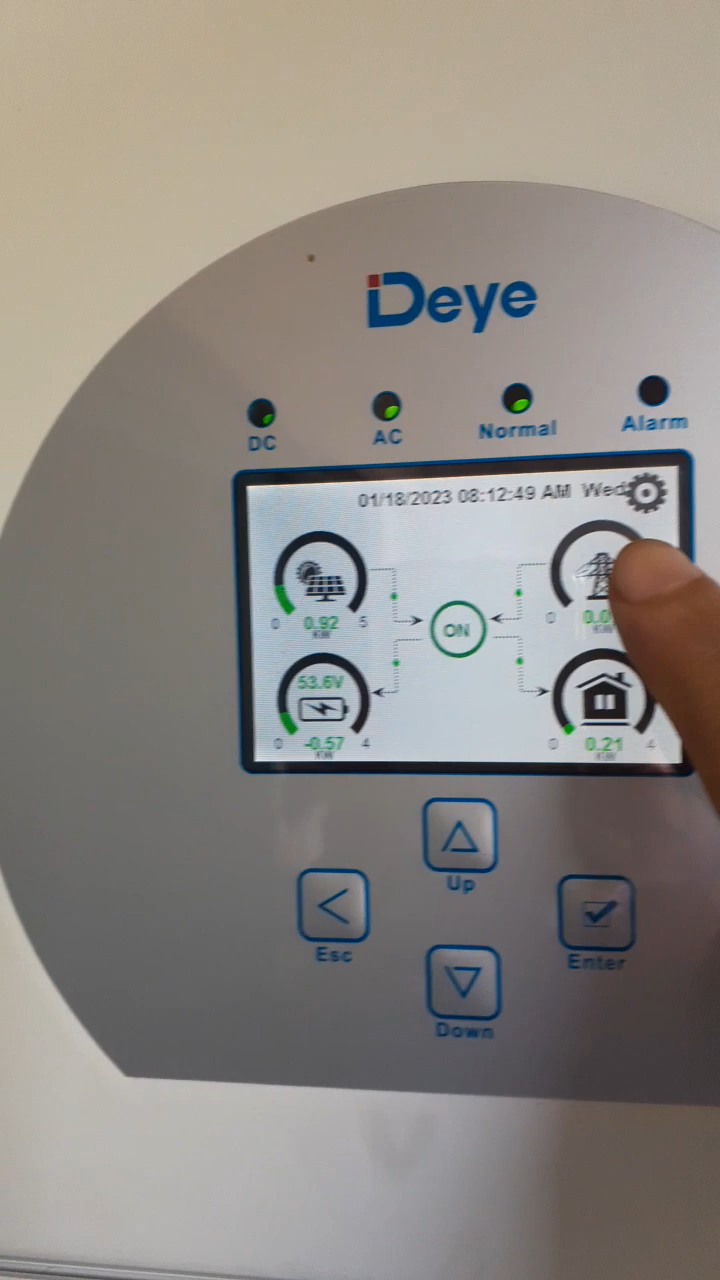 Deye
DC AC Normal Alarm
01/18/2023 08:12:49 AM Wed
0 0.92 5
KW
ON
0 0.0
KW
53.6V
0 -0.57 4
KW
0 0.21 4
KW
Up
Esc
Enter
Down